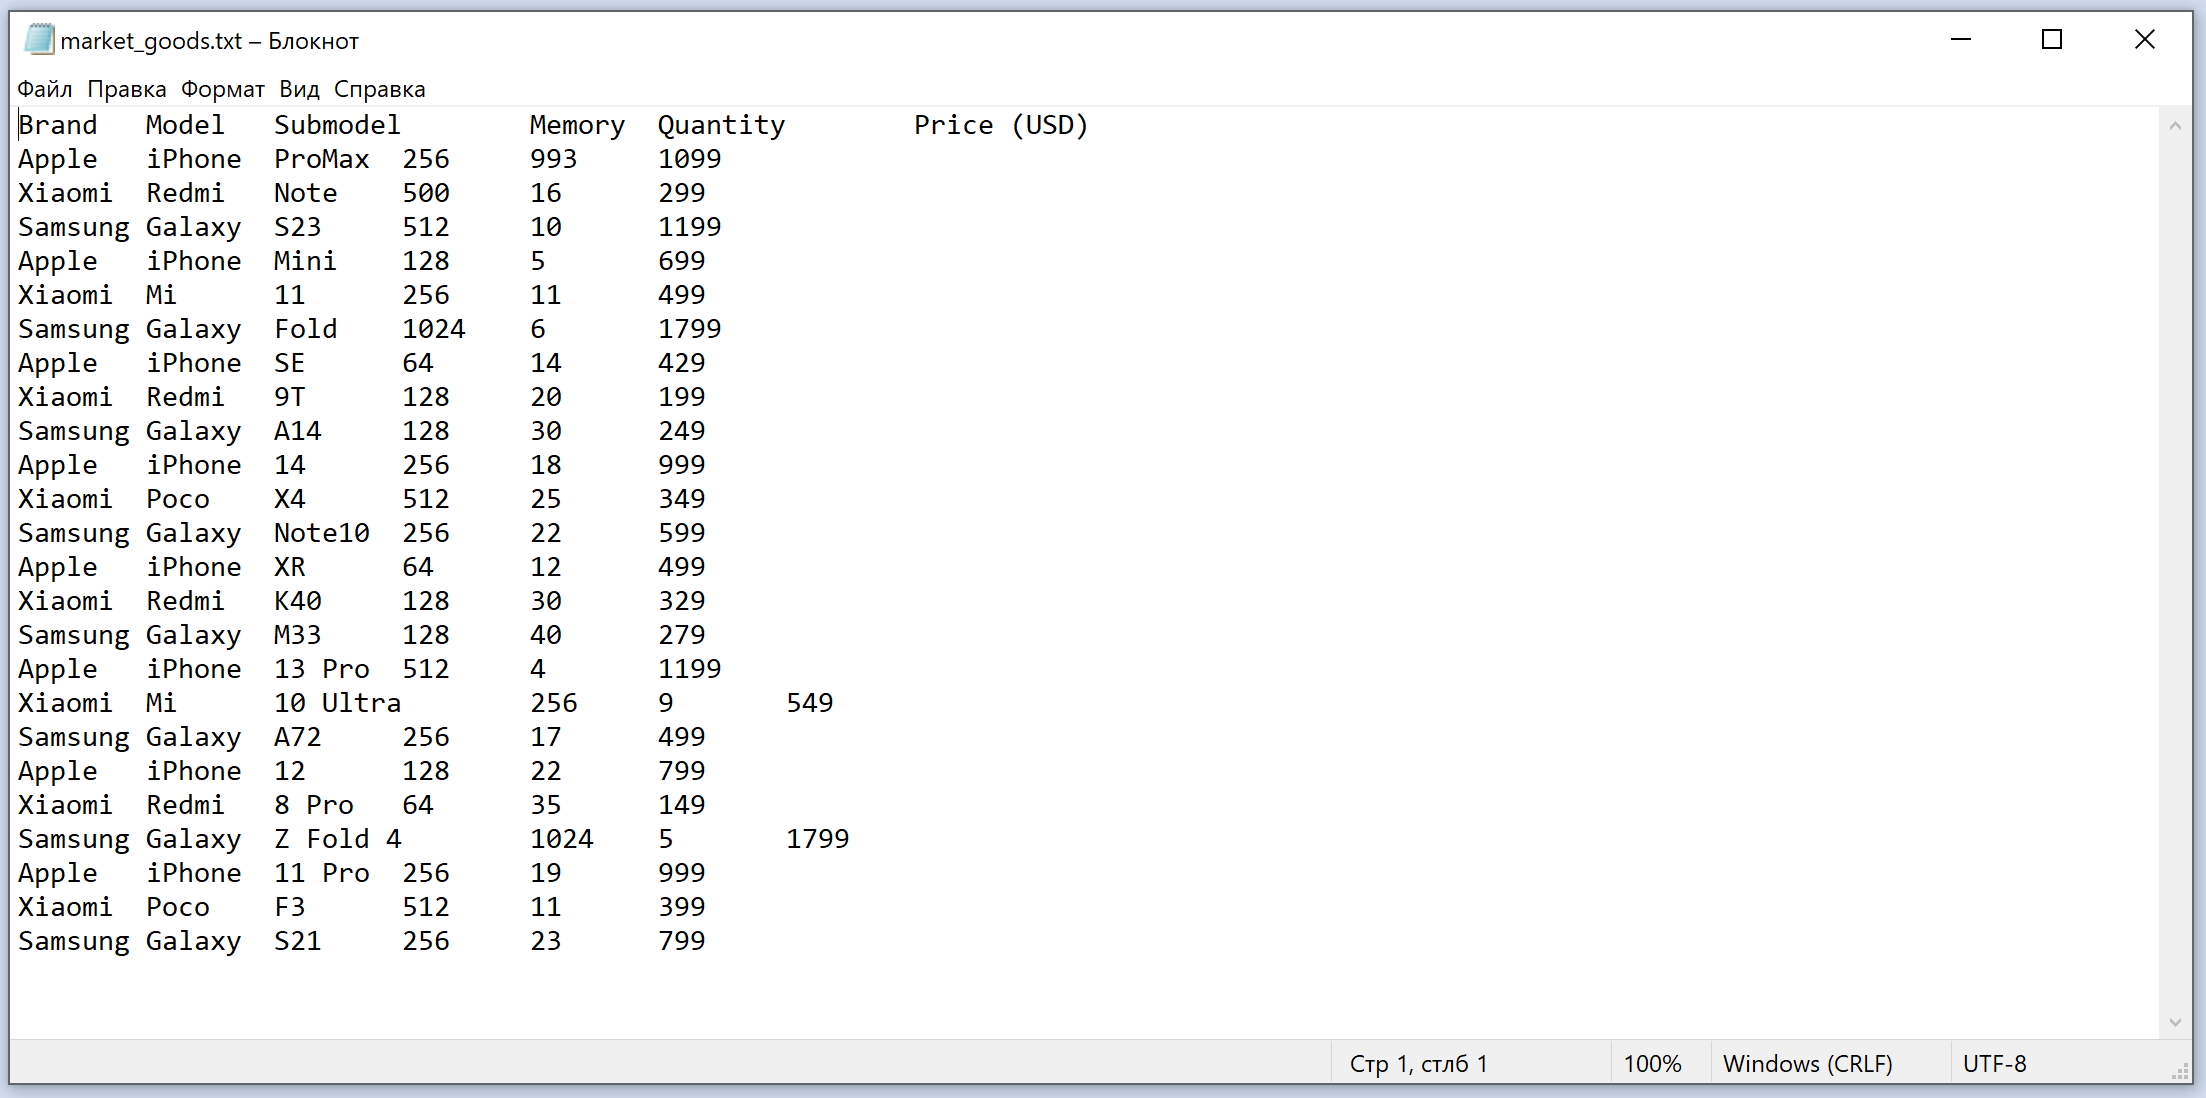 market_goods.txt – Блокнот
Файл Правка Формат Вид Справка
Brand Model Submodel Memory Quantity Price (USD)
Apple iPhone ProMax 256 993 1099
Xiaomi Redmi Note 500 16 299
Samsung Galaxy S23 512 10 1199
Apple iPhone Mini 128 5 699
Xiaomi Mi 11 256 11 499
Samsung Galaxy Fold 1024 6 1799
Apple iPhone SE 64 14 429
Xiaomi Redmi 9T 128 20 199
Samsung Galaxy A14 128 30 249
Apple iPhone 14 256 18 999
Xiaomi Poco X4 512 25 349
Samsung Galaxy Note10 256 22 599
Apple iPhone XR 64 12 499
Xiaomi Redmi K40 128 30 329
Samsung Galaxy M33 128 40 279
Apple iPhone 13 Pro 512 4 1199
Xiaomi Mi 10 Ultra 256 9 549
Samsung Galaxy A72 256 17 499
Apple iPhone 12 128 22 799
Xiaomi Redmi 8 Pro 64 35 149
Samsung Galaxy Z Fold 4 1024 5 1799
Apple iPhone 11 Pro 256 19 999
Xiaomi Poco F3 512 11 399
Samsung Galaxy S21 256 23 799
Стр 1, стлб 1 100% Windows (CRLF) UTF-8